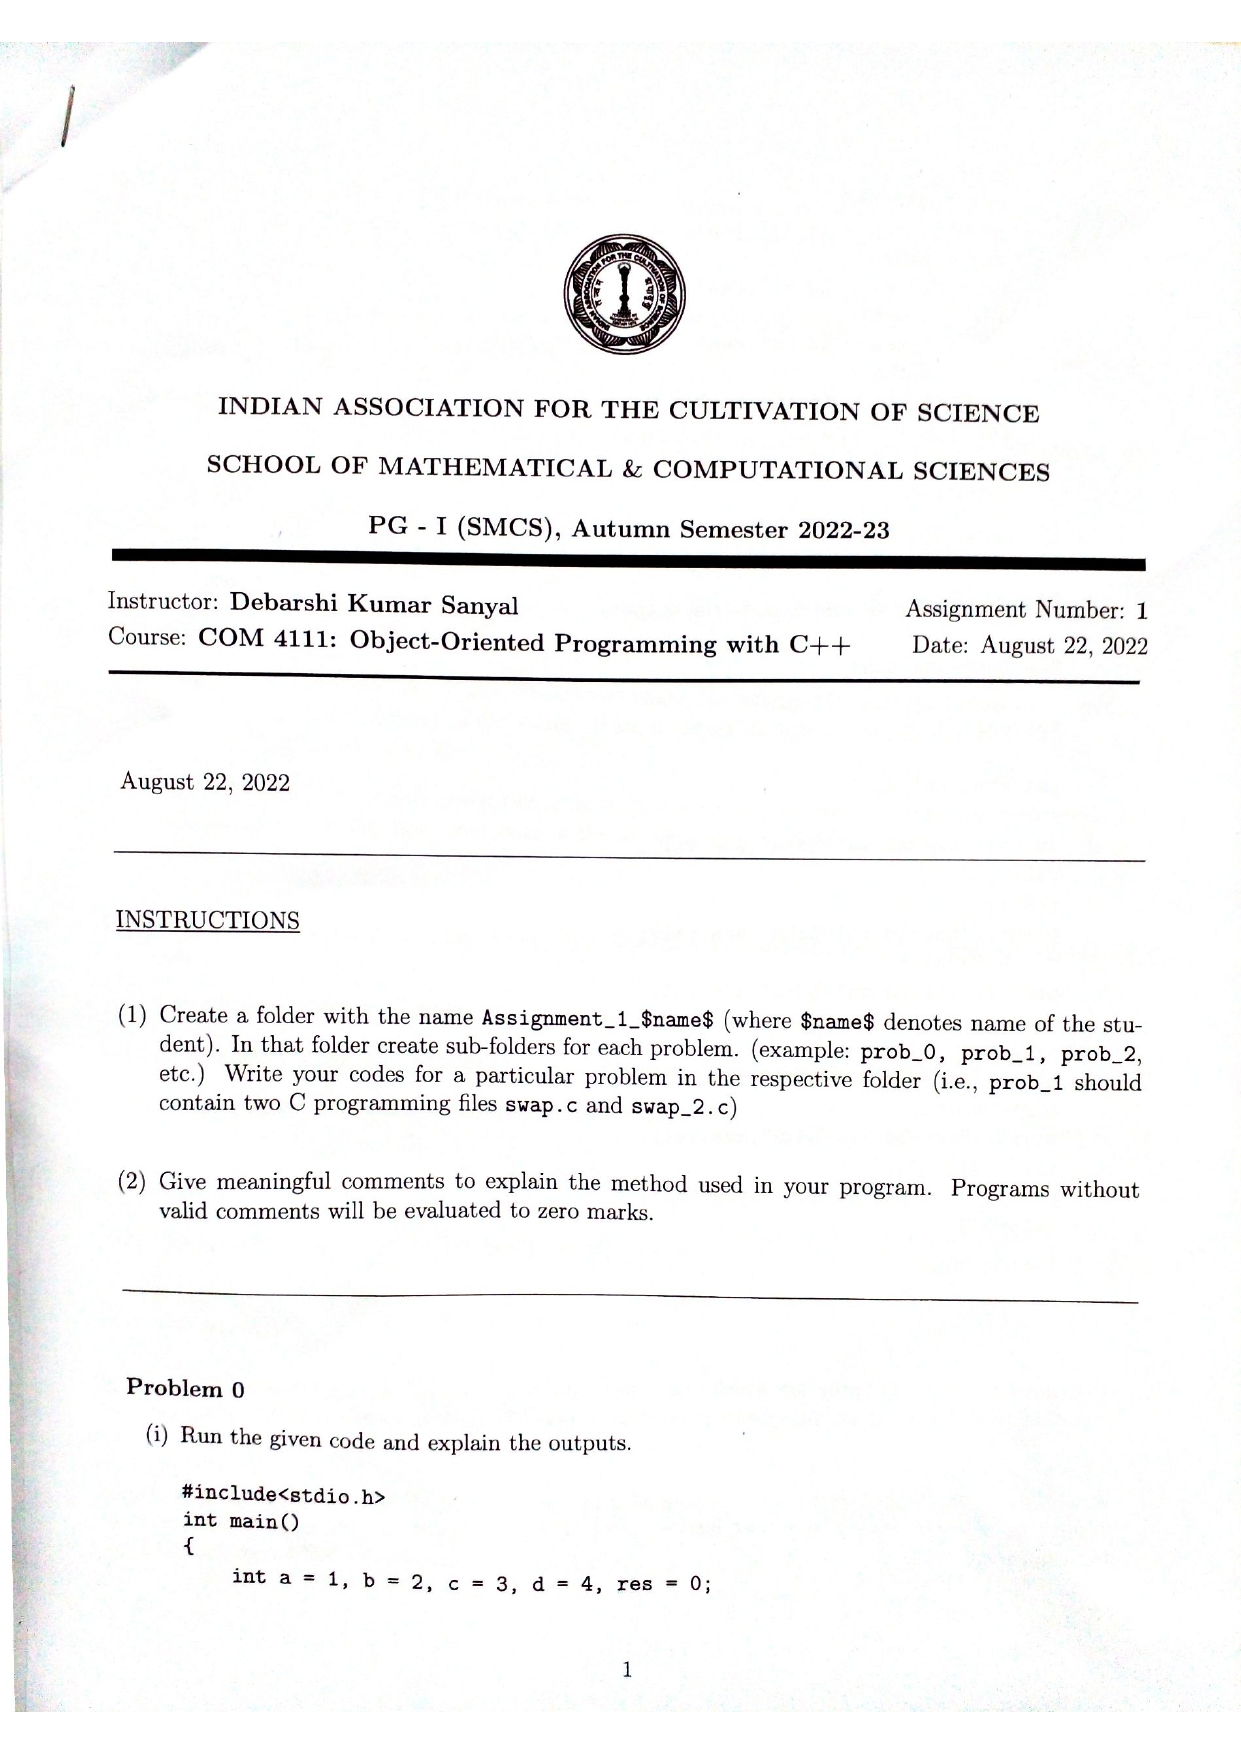 INDIAN ASSOCIATION FOR THE CULTIVATION OF SCIENCE
SCHOOL OF MATHEMATICAL & COMPUTATIONAL SCIENCES
PG - I (SMCS), Autumn Semester 2022-23
Instructor: Debarshi Kumar Sanyal
Assignment Number: 1
Course: COM 4111: Object-Oriented Programming with C++
Date: August 22, 2022
August 22, 2022
INSTRUCTIONS
(1) Create a folder with the name Assignment_1_$name$ (where $name$ denotes name of the stu-
dent). In that folder create sub-folders for each problem. (example: prob_0, prob_1, prob_2,
etc.) Write your codes for a particular problem in the respective folder (i.e., prob_1 should
contain two C programming files swap.c and swap_2.c)
(2) Give meaningful comments to explain the method used in your program. Programs without
valid comments will be evaluated to zero marks.
Problem 0
(i) Run the given code and explain the outputs.
#include<stdio.h>
int main()
{
int a = 1, b = 2, c = 3, d = 4, res = 0;
1